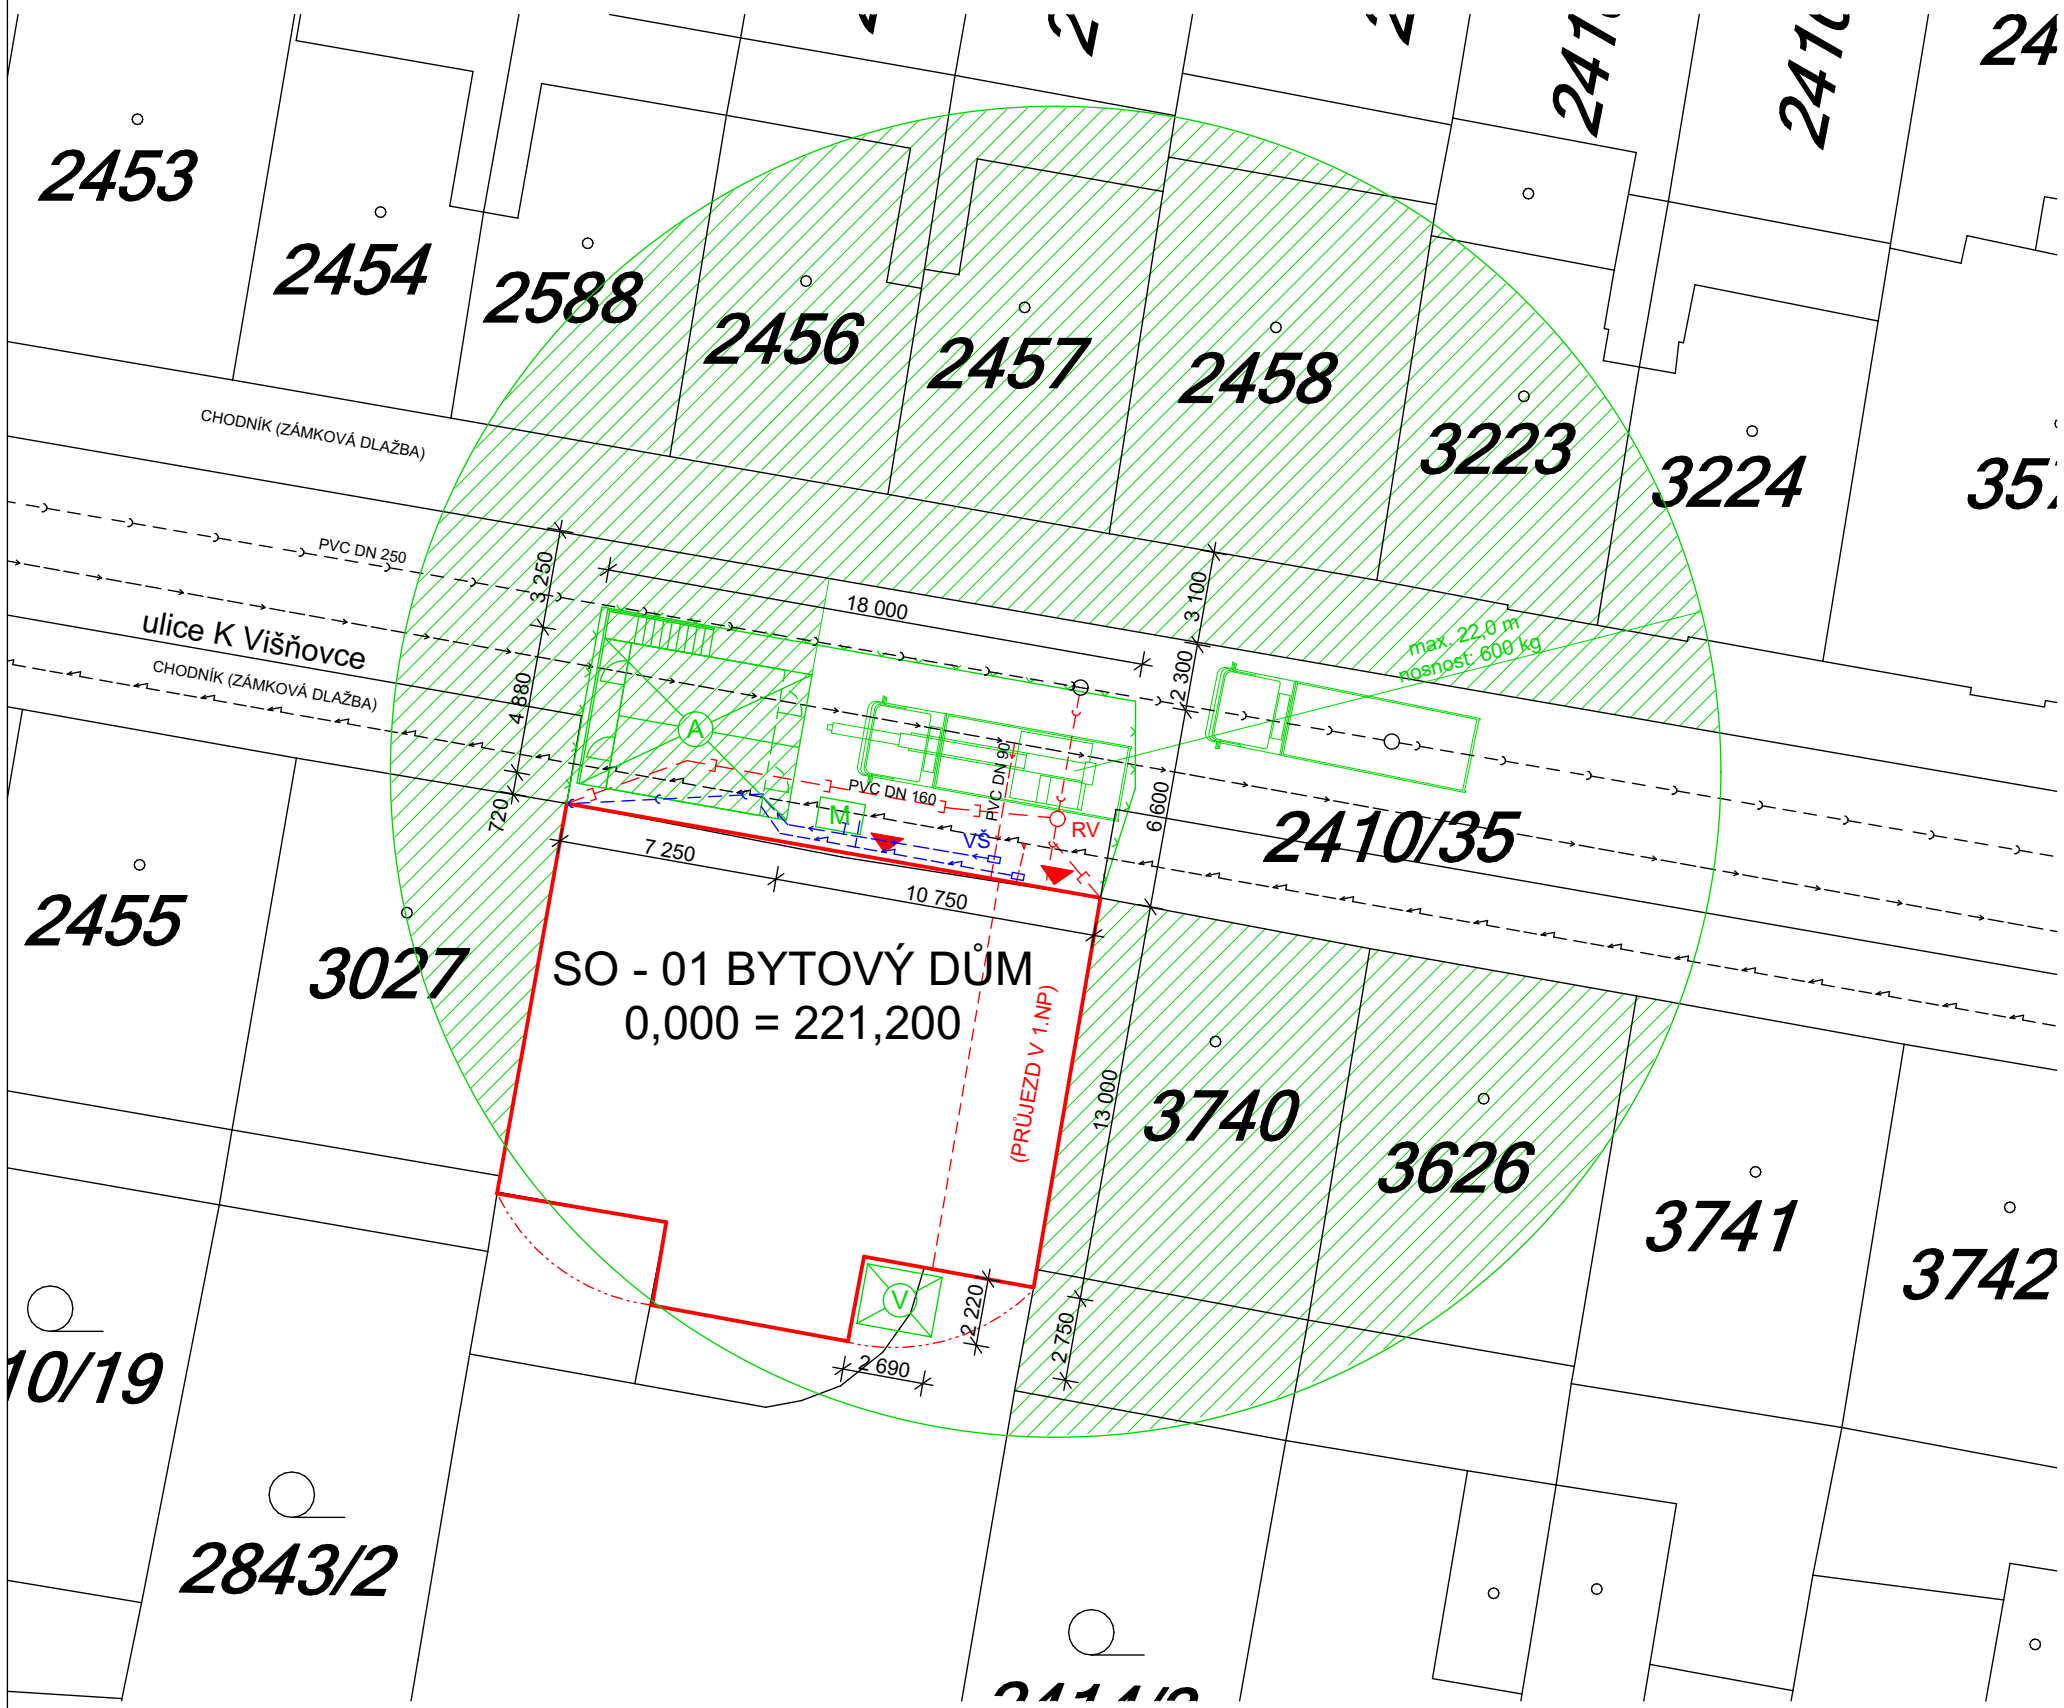 2453
2454
2588
2456
2457
2458
3223
3224
CHODNÍK (ZÁMKOVÁ DLAŽBA)
PVC DN 250
3 250
18 000
3 100
max. 22,0 m
nosnost: 600 kg
ulice K Višňovce
CHODNÍK (ZÁMKOVÁ DLAŽBA)
4 880
2 300
A
PVC DN 90
PVC DN 160
M
VŠ
RV
720
6 600
2410/35
7 250
10 750
2455
3027
SO - 01 BYTOVÝ DŮM
0,000 = 221,200
(PRŮJEZD V 1.NP)
13 000
3740
3626
3741
3742
V
2 220
2 750
2 690
10/19
2843/2